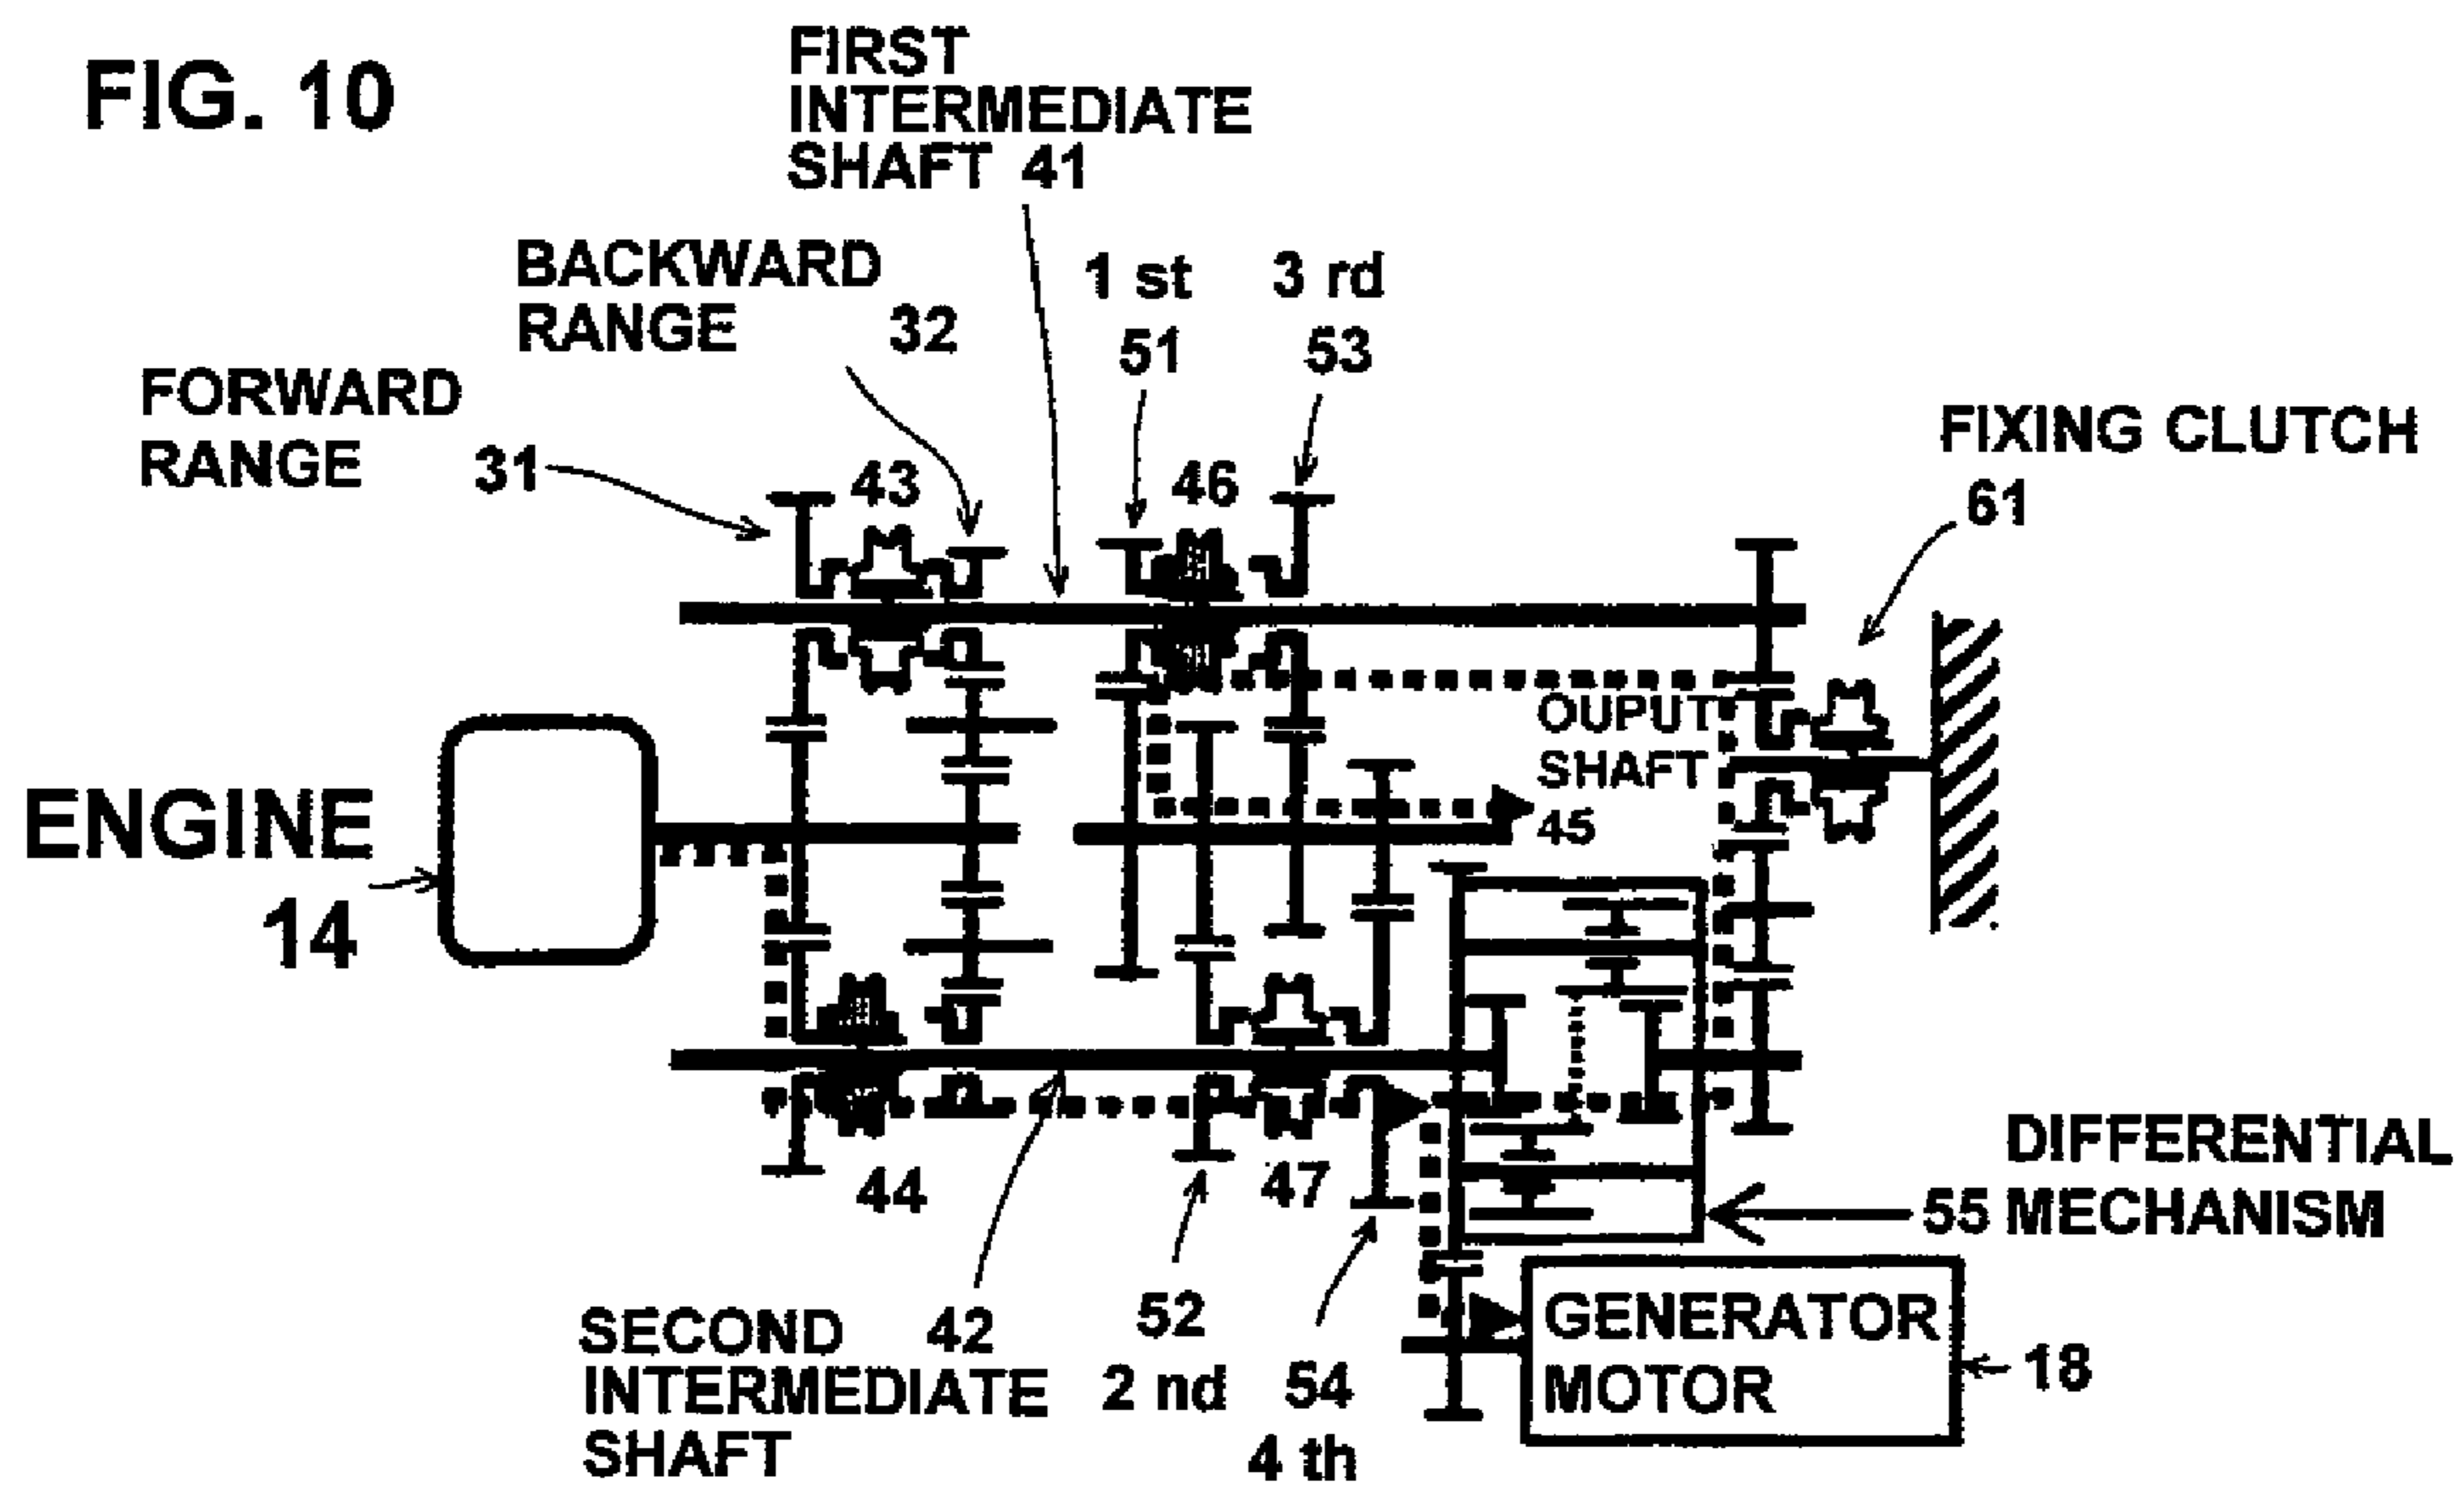 FIG. 10
FIRST
INTERMEDIATE
SHAFT 41
BACKWARD
RANGE 32
1 st
51
3 rd
53
FORWARD
RANGE 31
43
46
FIXING CLUTCH
61
OUPUT
SHAFT
45
ENGINE
14
44
47
DIFFERENTIAL
55 MECHANISM
SECOND 42
INTERMEDIATE
SHAFT
52
2 nd
54
4 th
GENERATOR
MOTOR
18